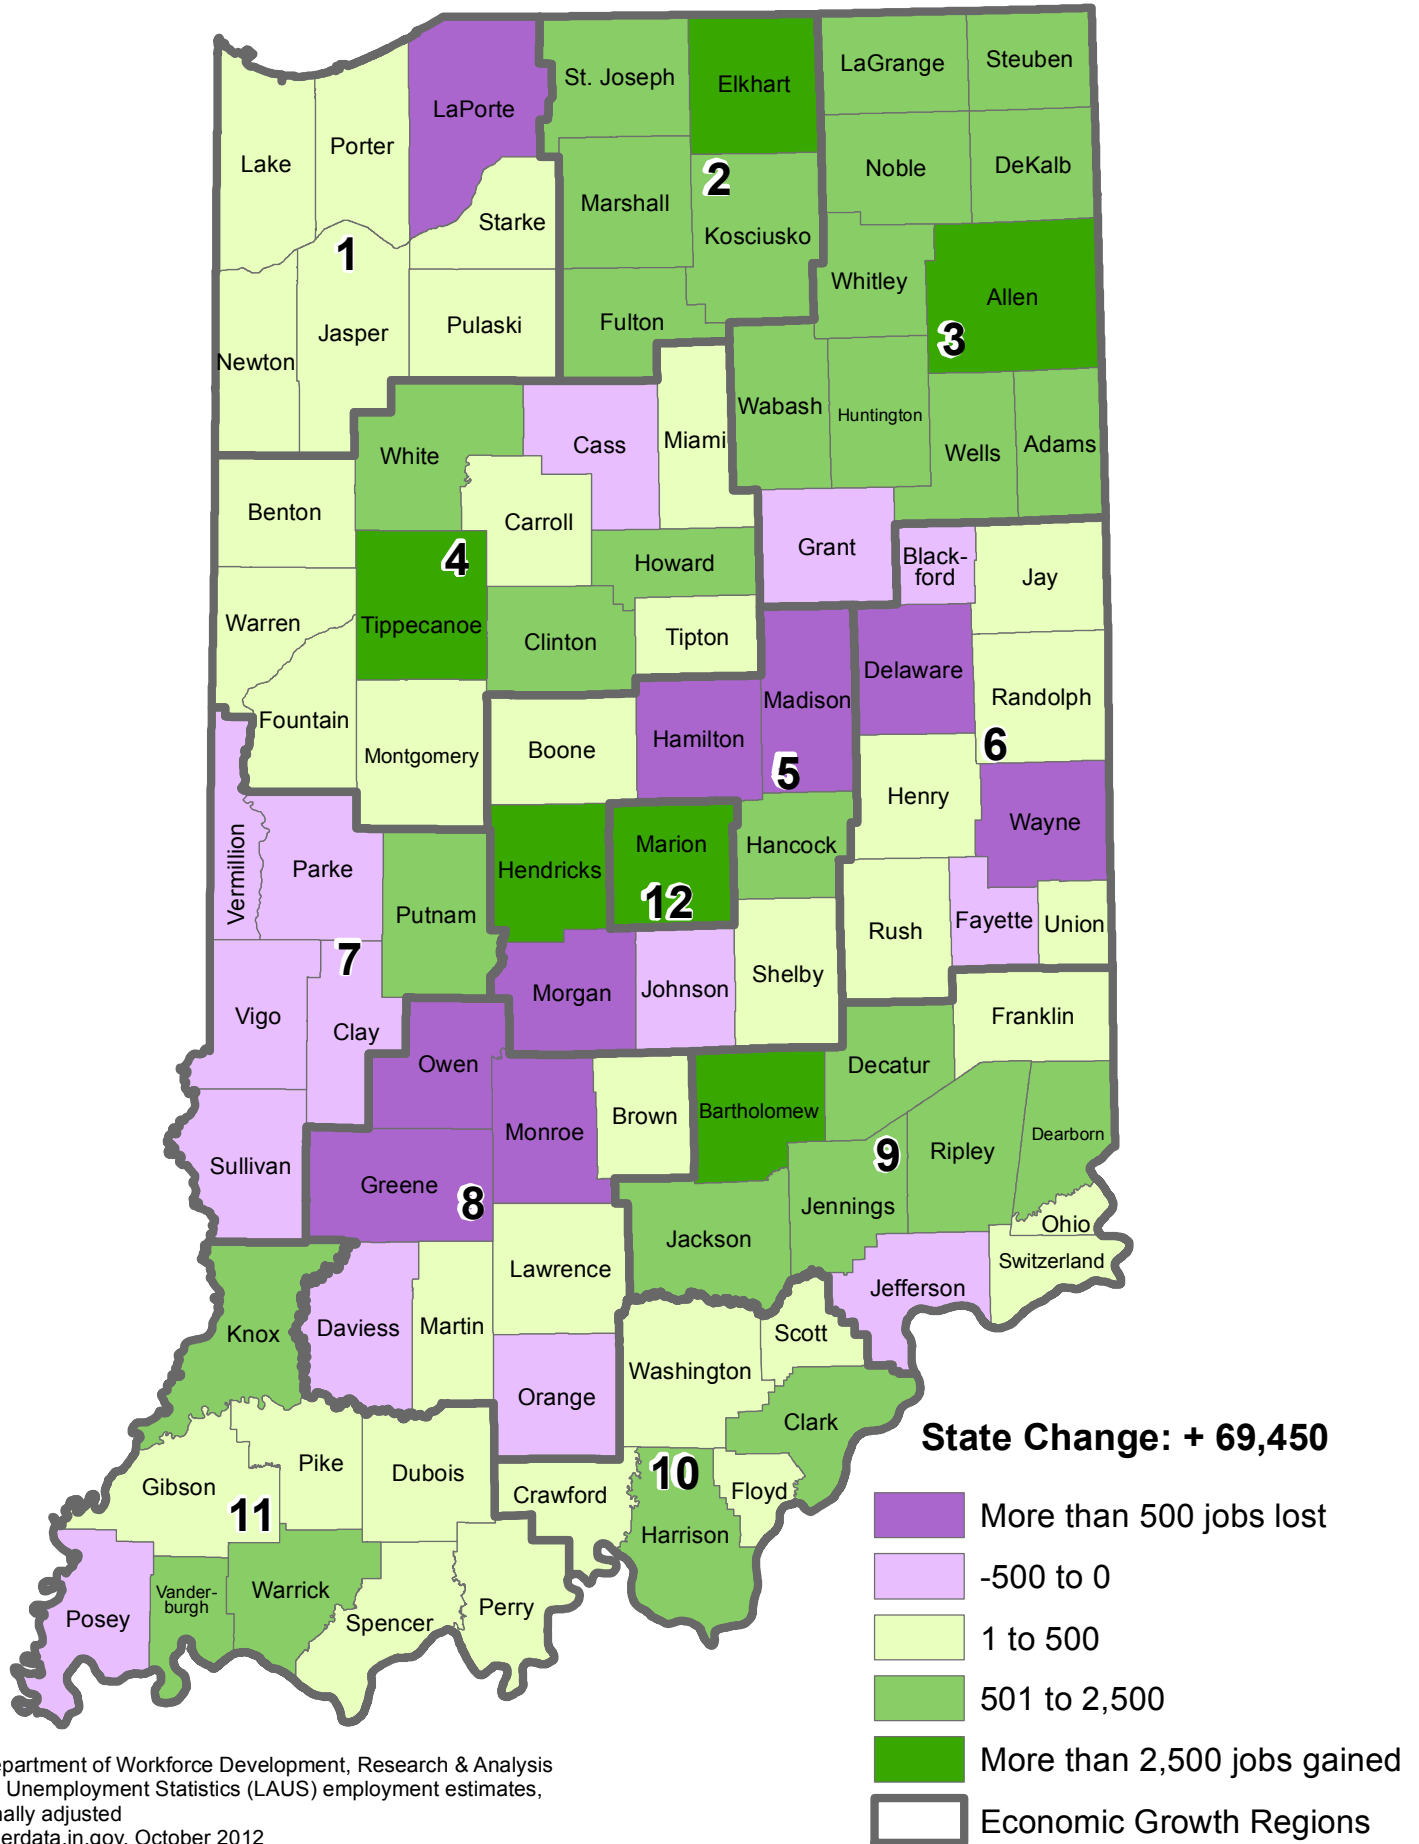 LaPorte
St. Joseph
Elkhart
LaGrange
Steuben
Lake
Porter
Starke
Marshall
2
Kosciusko
Noble
DeKalb
1
Newton
Jasper
Pulaski
Fulton
Whitley
Allen
3
Wabash
Huntington
Wells
Adams
White
Cass
Miami
Benton
Carroll
4
Howard
Grant
Black-
ford
Jay
Warren
Tippecanoe
Clinton
Tipton
Madison
Delaware
Randolph
Fountain
Montgomery
Boone
Hamilton
5
6
Henry
Wayne
Vermillion
Parke
Putnam
Hendricks
Marion
12
Hancock
Rush
Fayette
Union
7
Vigo
Clay
Morgan
Johnson
Shelby
Franklin
Owen
Decatur
Monroe
Brown
Bartholomew
9
Ripley
Dearborn
Sullivan
Greene
8
Jennings
Jackson
Ohio
Switzerland
Lawrence
Jefferson
Knox
Daviess
Martin
Scott
Washington
Orange
Clark
State Change: + 69,450
Gibson
Pike
Dubois
Crawford
10
Floyd
Harrison
11
Posey
Vander-
burgh
Warrick
Spencer
Perry
More than 500 jobs lost
-500 to 0
1 to 500
501 to 2,500
More than 2,500 jobs gained
Economic Growth Regions
epartment of Workforce Development, Research & Analysis
Unemployment Statistics (LAUS) employment estimates,
nally adjusted
erdata.in.gov, October 2012